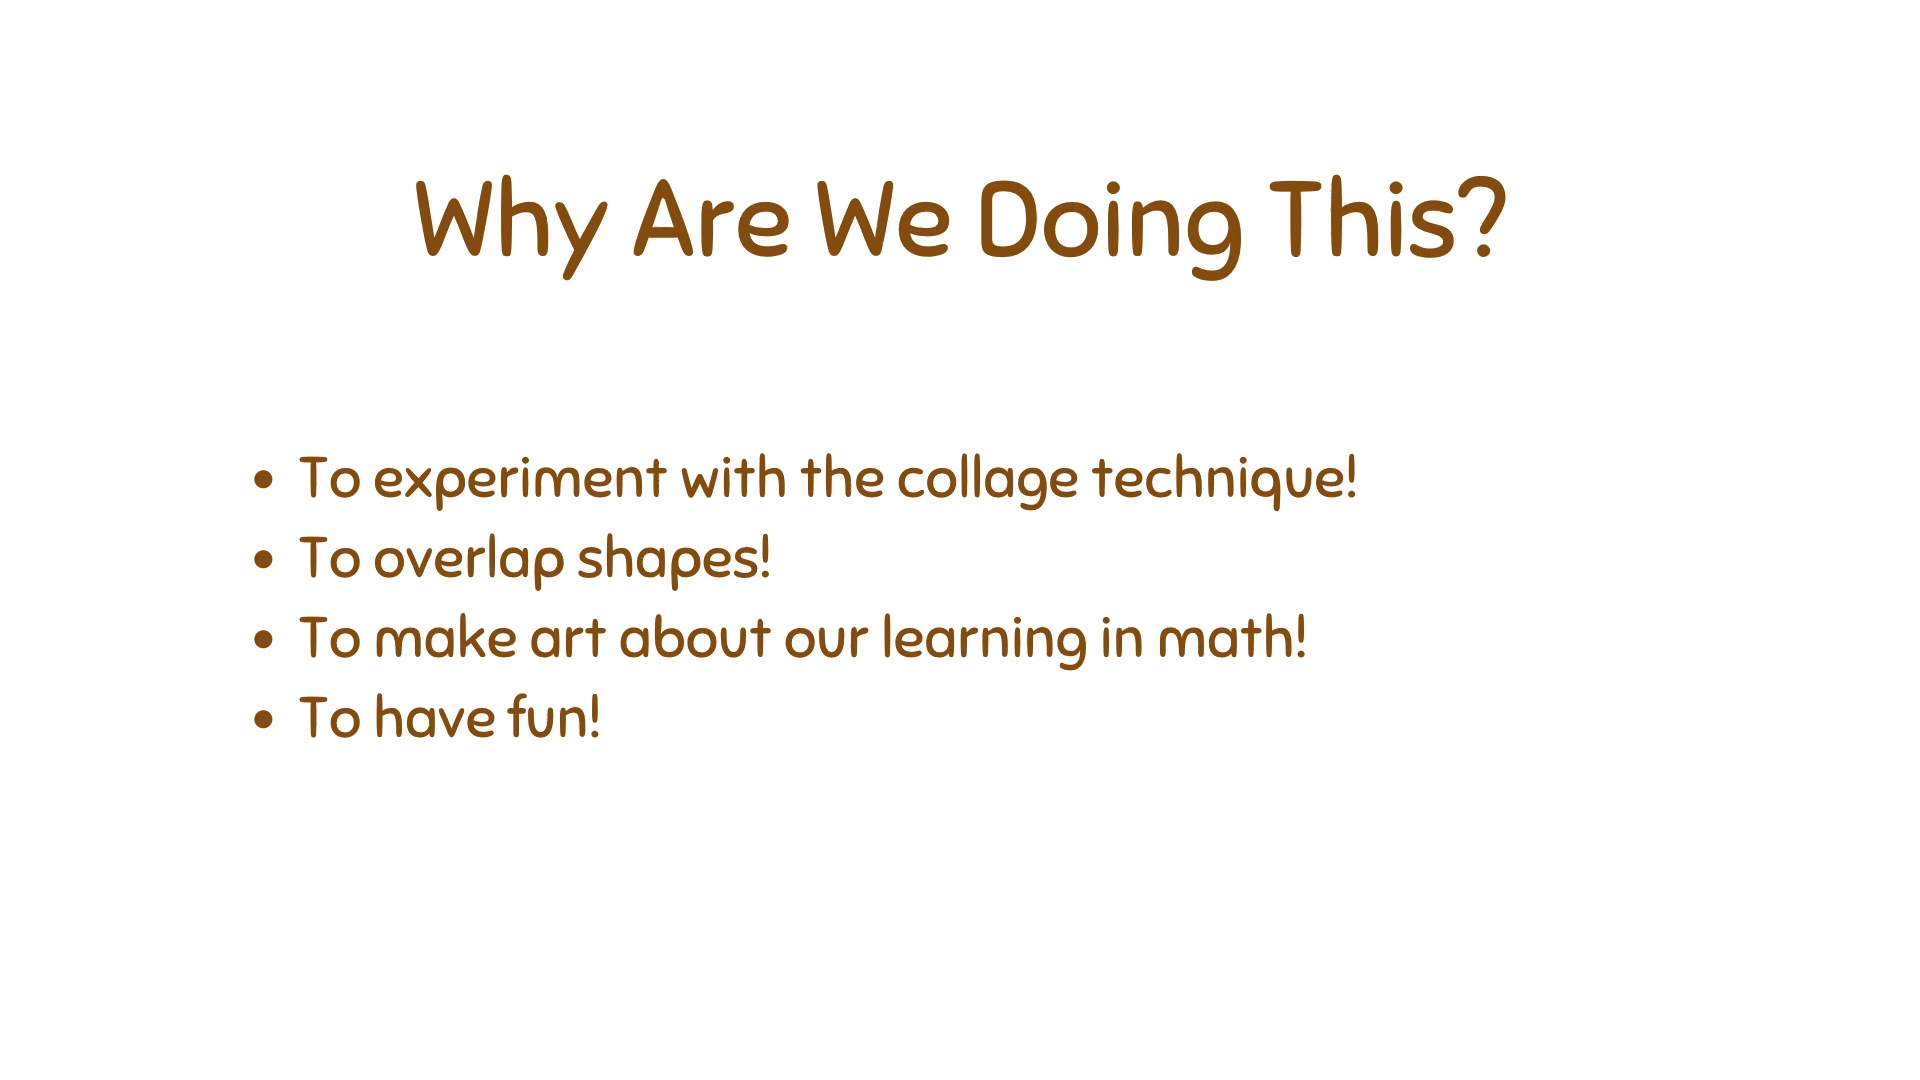 Why Are We Doing This?
• To experiment with the collage technique!
• To overlap shapes!
• To make art about our learning in math!
• To have fun!